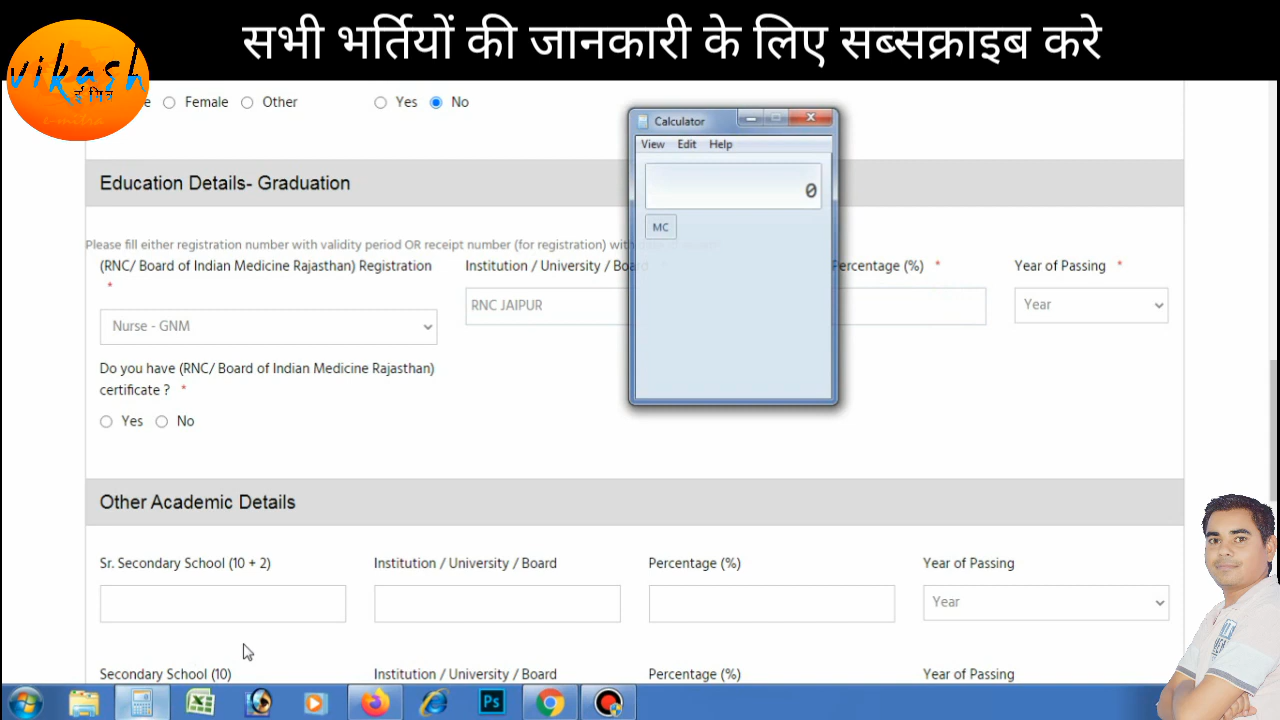 सभी भर्तियों की जानकारी के लिए सब्सक्राइब करे
vikash
ई मित्र
e-mitra
Female Other Yes No
Calculator
View Edit Help
0
MC
Education Details- Graduation
Please fill either registration number with validity period OR receipt number (for registration)
(RNC/ Board of Indian Medicine Rajasthan) Registration *
Institution / University / Board *
Percentage (%) *
Year of Passing *
Nurse - GNM
RNC JAIPUR
Year
Do you have (RNC/ Board of Indian Medicine Rajasthan)
certificate ? *
Yes No
Other Academic Details
Sr. Secondary School (10 + 2) Institution / University / Board Percentage (%) Year of Passing
Year
Secondary School (10) Institution / University / Board Percentage (%) Year of Passing
Ps